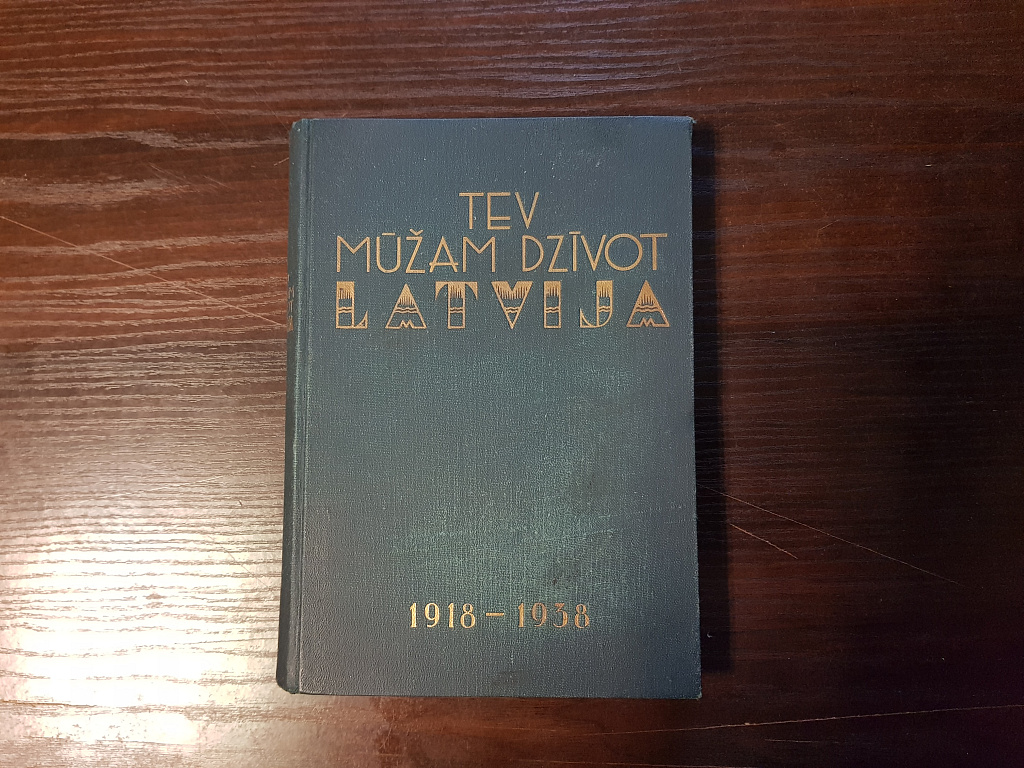 TEV
MŪŽAM DZĪVOT
LATVIJA
1918 – 1938